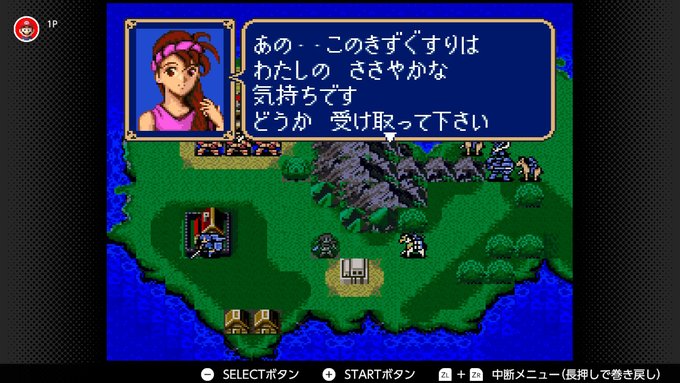 1P
あの‥このきずぐすりは
わたしの ささやかな
気持ちです
どうか 受け取って下さい
− SELECTボタン + STARTボタン ZL + ZR 中断メニュー(長押しで巻き戻し)